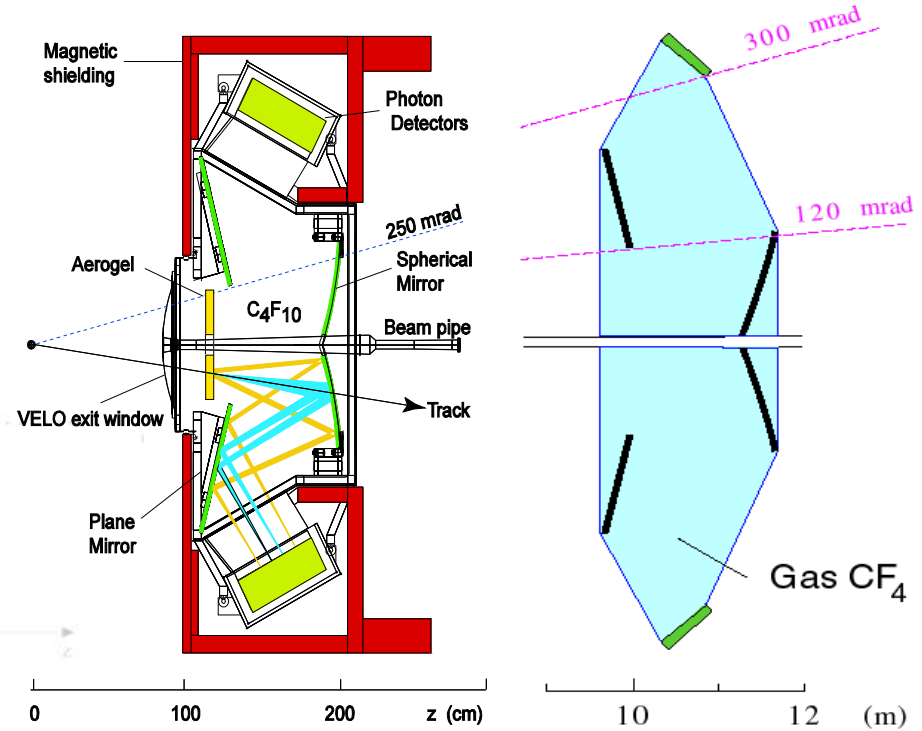 Magnetic
shielding
Photon
Detectors
250 mrad
Aerogel
Spherical
Mirror
C4F10
Beam pipe
VELO exit window
Track
Plane
Mirror
z
0
100
200
z (cm)
300 mrad
120 mrad
Gas CF4
10
12
(m)